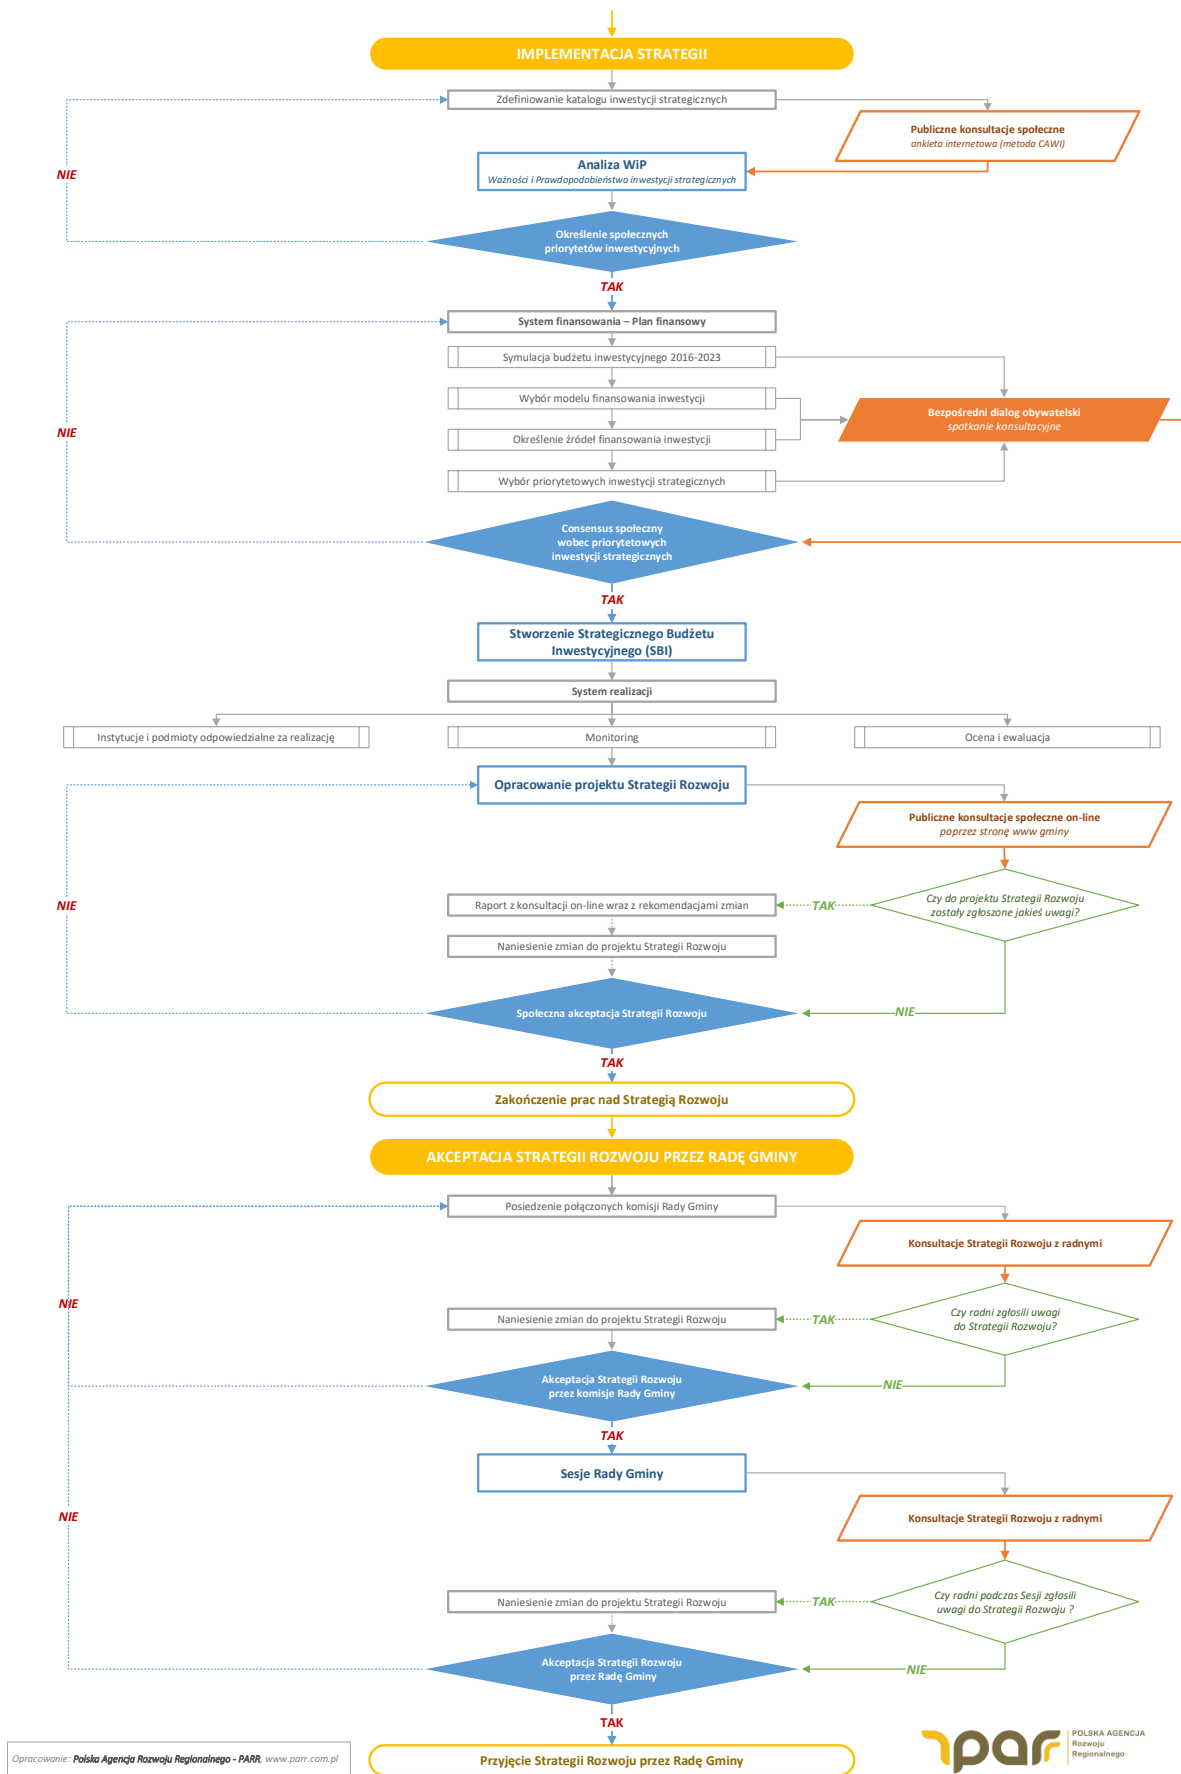 IMPLEMENTACJA STRATEGII
Zdefiniowanie katalogu inwestycji strategicznych
Publiczne konsultacje społeczne
ankieta internetowa (metoda CAWI)
Analiza WiP
Ważności i Prawdopodobieństwa inwestycji strategicznych
NIE
Określenie społecznych
priorytetów inwestycyjnych
TAK
System finansowania – Plan finansowy
Symulacja budżetu inwestycyjnego 2016-2023
Wybór modelu finansowania inwestycji
Bezpośredni dialog obywatelski
spotkanie konsultacyjne
NIE
Określenie źródeł finansowania inwestycji
Wybór priorytetowych inwestycji strategicznych
Consensus społeczny
wobec priorytetowych
inwestycji strategicznych
TAK
Stworzenie Strategicznego Budżetu
Inwestycyjnego (SBI)
System realizacji
Instytucje i podmioty odpowiedzialne za realizację
Monitoring
Ocena i ewaluacja
Opracowanie projektu Strategii Rozwoju
Publiczne konsultacje społeczne on-line
poprzez stronę www gminy
NIE
Raport z konsultacji on-line wraz z rekomendacjami zmian
TAK
Czy do projektu Strategii Rozwoju
zostały zgłoszone jakieś uwagi?
Naniesienie zmian do projektu Strategii Rozwoju
Społeczna akceptacja Strategii Rozwoju
NIE
TAK
Zakończenie prac nad Strategią Rozwoju
AKCEPTACJA STRATEGII ROZWOJU PRZEZ RADĘ GMINY
Posiedzenie połączonych komisji Rady Gminy
Konsultacje Strategii Rozwoju z radnymi
NIE
Naniesienie zmian do projektu Strategii Rozwoju
TAK
Czy radni zgłosili uwagi
do Strategii Rozwoju?
Akceptacja Strategii Rozwoju
przez komisje Rady Gminy
NIE
TAK
Sesje Rady Gminy
Konsultacje Strategii Rozwoju z radnymi
NIE
Naniesienie zmian do projektu Strategii Rozwoju
TAK
Czy radni podczas Sesji zgłosili
uwagi do Strategii Rozwoju ?
Akceptacja Strategii Rozwoju
przez Radę Gminy
NIE
TAK
Przyjęcie Strategii Rozwoju przez Radę Gminy
Opracowanie: Polska Agencja Rozwoju Regionalnego - PARR, www.parr.com.pl
parr
POLSKA AGENCJA
Rozwoju
Regionalnego